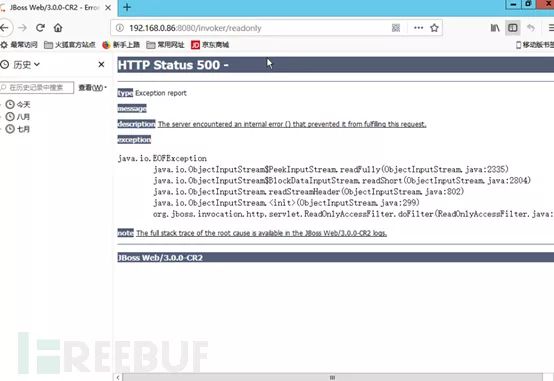 JBoss Web/3.0.0-CR2 - Erro
192.168.0.86:8080/invoker/readonly
最常访问 火狐官方站点 新手上路 常用网址 JD 京东商城 移动版书签
历史
在历史记录中搜索 查看(W)
今天
八月
七月
HTTP Status 500 -
type Exception report
message
description The server encountered an internal error () that prevented it from fulfilling this request.
exception
java.io.EOFException
java.io.ObjectInputStream$PeekInputStream.readFully(ObjectInputStream.java:2335)
java.io.ObjectInputStream$BlockDataInputStream.readShort(ObjectInputStream.java:2804)
java.io.ObjectInputStream.readStreamHeader(ObjectInputStream.java:802)
java.io.ObjectInputStream.<init>(ObjectInputStream.java:299)
org.jboss.invocation.http.servlet.ReadOnlyAccessFilter.doFilter(ReadOnlyAccessFilter.java:
note The full stack trace of the root cause is available in the JBoss Web/3.0.0-CR2 logs.
JBoss Web/3.0.0-CR2
FREEBUF